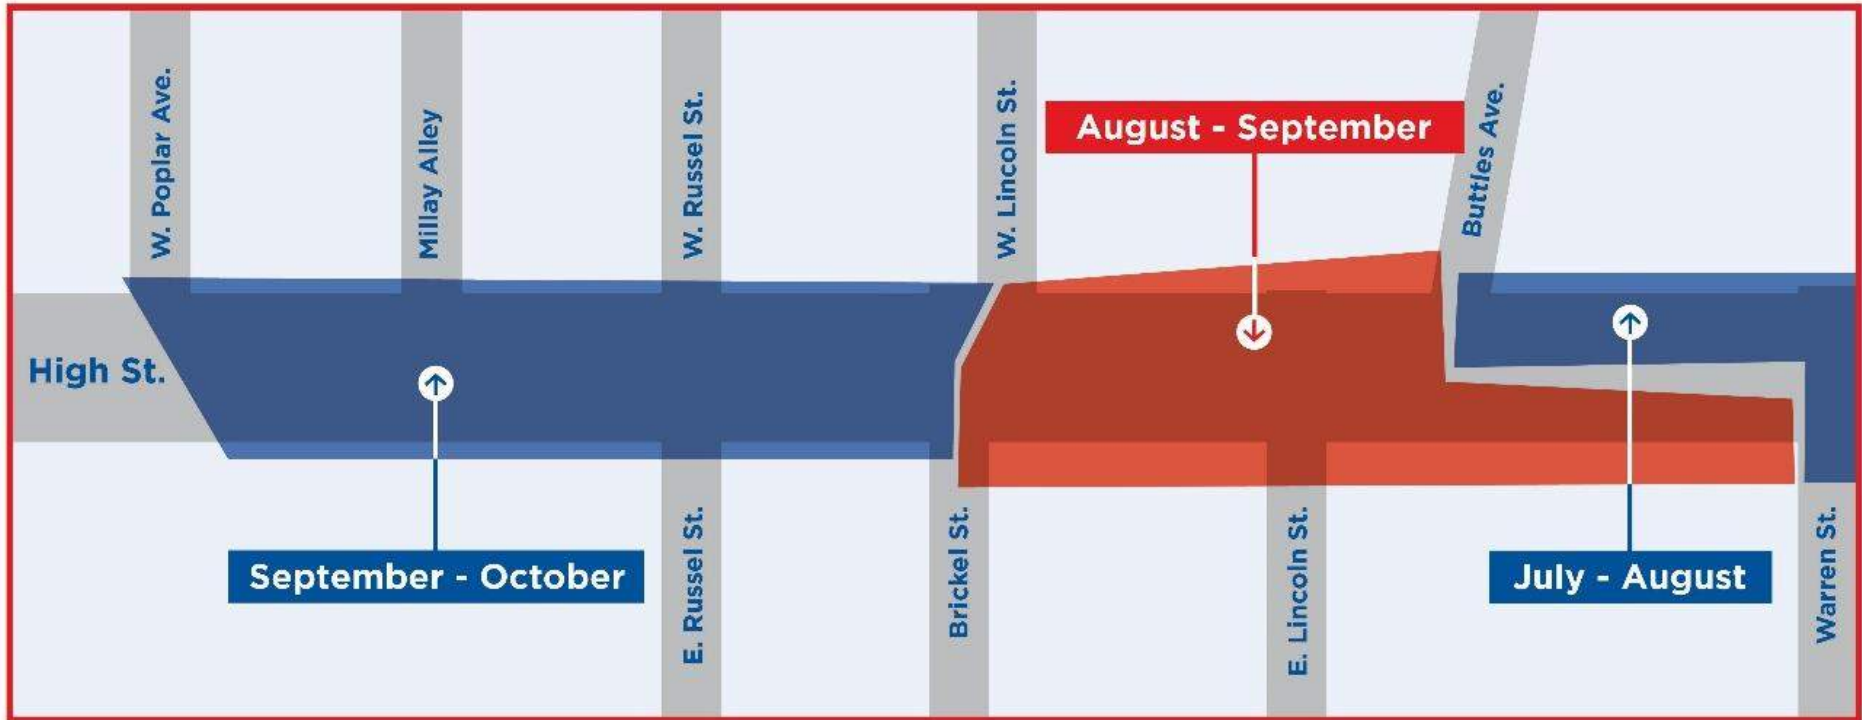 W. Poplar Ave.
Millay Alley
W. Russel St.
W. Lincoln St.
August - September
Buttles Ave.
High St.
September - October
E. Russel St.
Brickel St.
E. Lincoln St.
July - August
Warren St.